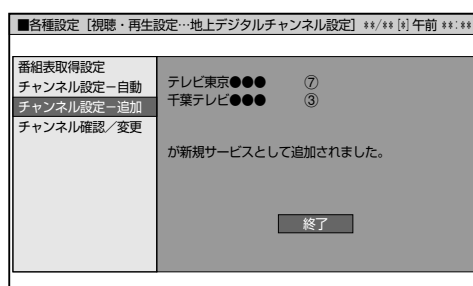 ■各種設定［視聴・再生設定…地上デジタルチャンネル設定］ **/** [*] 午前 **:**
番組表取得設定
チャンネル設定－自動
チャンネル設定－追加
チャンネル確認／変更
テレビ東京●●● ⑦
千葉テレビ●●● ③
が新規サービスとして追加されました。
終了